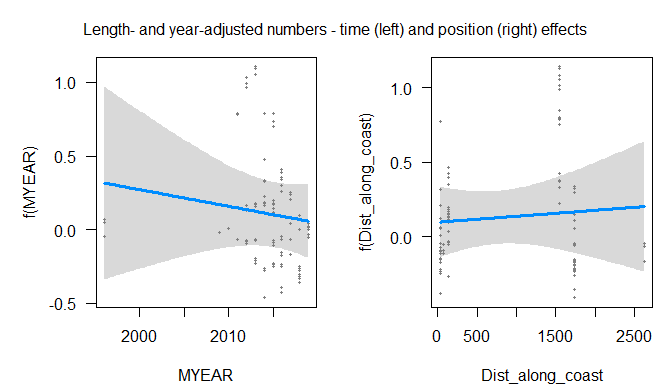 Length- and year-adjusted numbers - time (left) and position (right) effects
f(MYEAR)
1.0
0.5
0.0
-0.5
2000 2010
MYEAR
f(Dist_along_coast)
1.0
0.5
0.0
0 500 1500 2500
Dist_along_coast